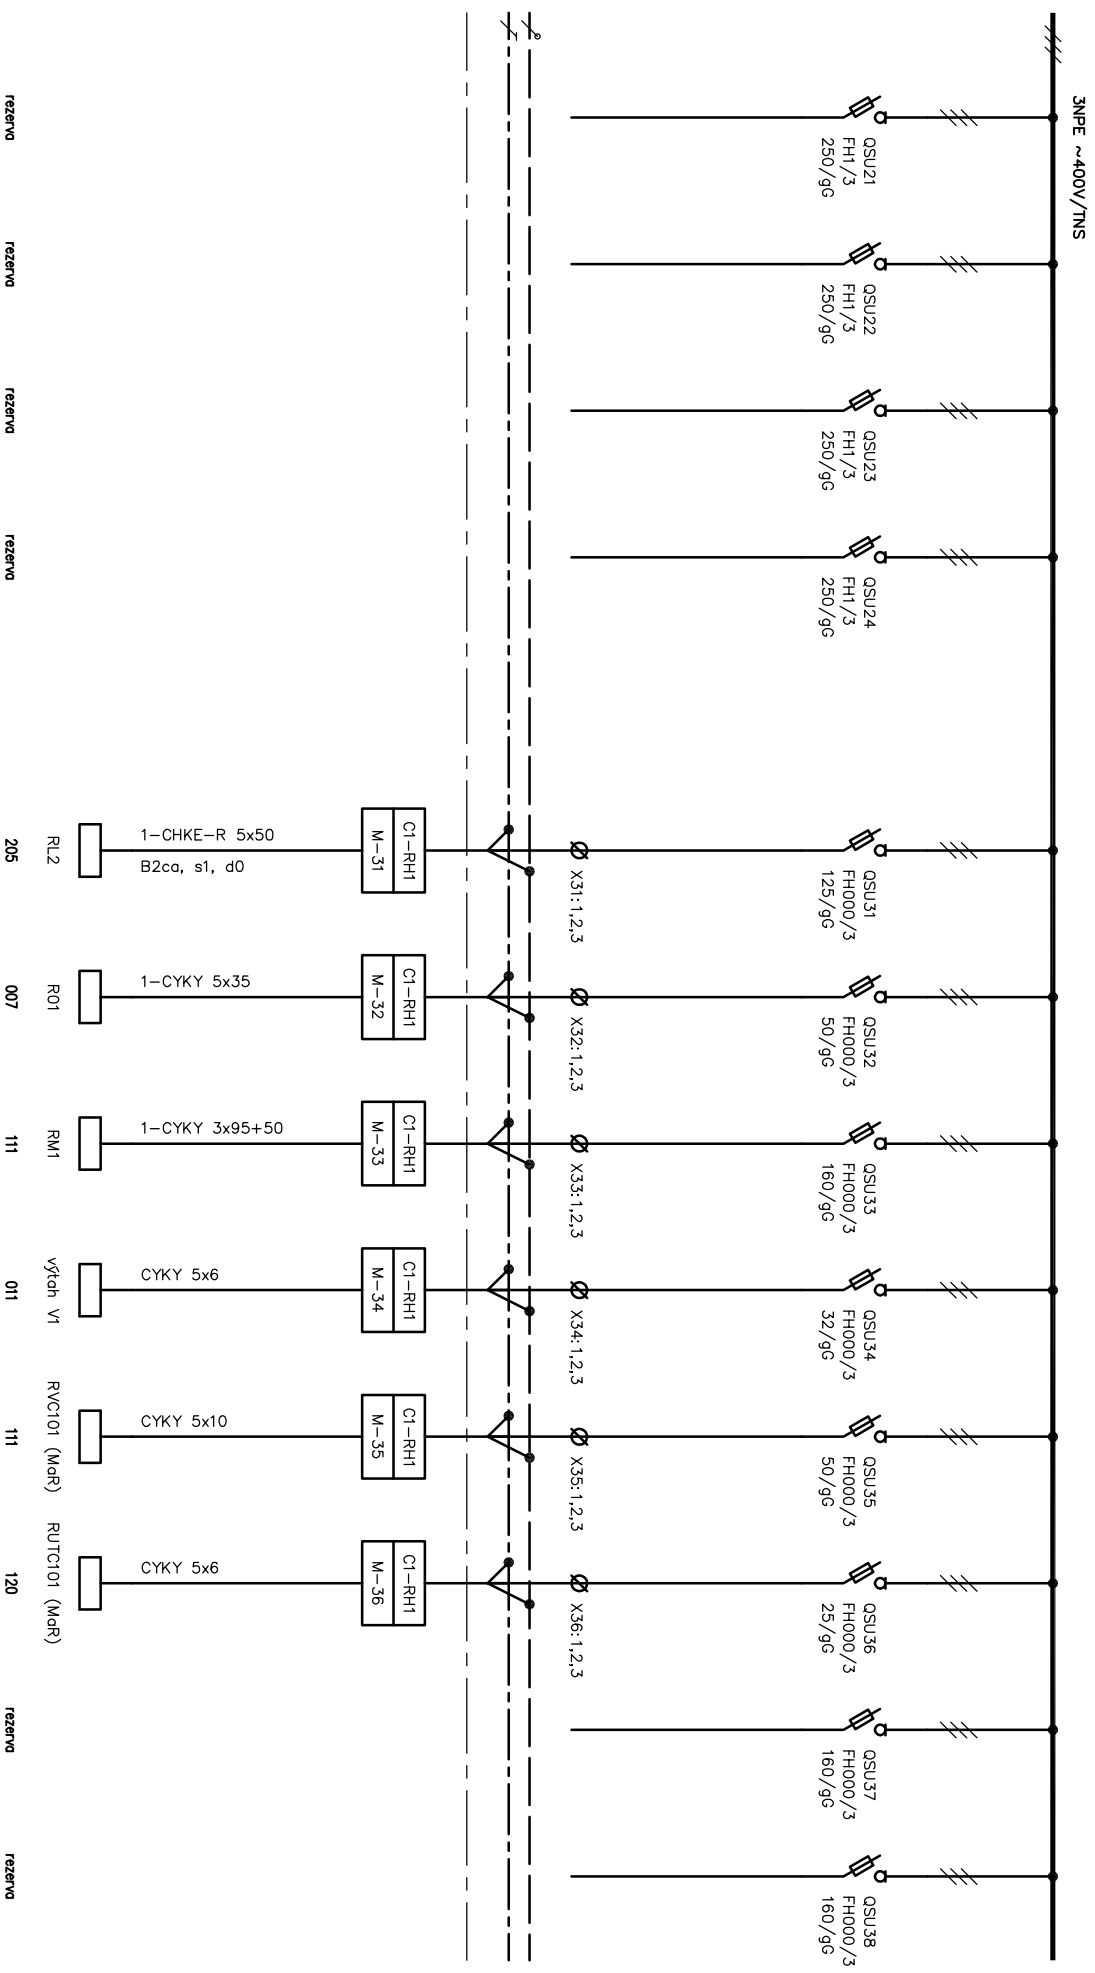 3NPE ~400V/TNS
QSU21
FH1/3
250/gG
rezerva
QSU22
FH1/3
250/gG
rezerva
QSU23
FH1/3
250/gG
rezerva
QSU24
FH1/3
250/gG
rezerva
QSU31
FH000/3
125/gG
X31:1,2,3
C1-RH1
M-31
1-CHKE-R 5x50
B2ca, s1, d0
RL2
205
QSU32
FH000/3
50/gG
X32:1,2,3
C1-RH1
M-32
1-CYKY 5x35
RO1
007
QSU33
FH000/3
160/gG
X33:1,2,3
C1-RH1
M-33
1-CYKY 3x95+50
RM1
111
QSU34
FH000/3
32/gG
X34:1,2,3
C1-RH1
M-34
CYKY 5x6
výtah V1
011
QSU35
FH000/3
50/gG
X35:1,2,3
C1-RH1
M-35
CYKY 5x10
RVC101 (MaR)
111
QSU36
FH000/3
25/gG
X36:1,2,3
C1-RH1
M-36
CYKY 5x6
RUTC101 (MaR)
120
QSU37
FH000/3
160/gG
rezerva
QSU38
FH000/3
160/gG
rezerva